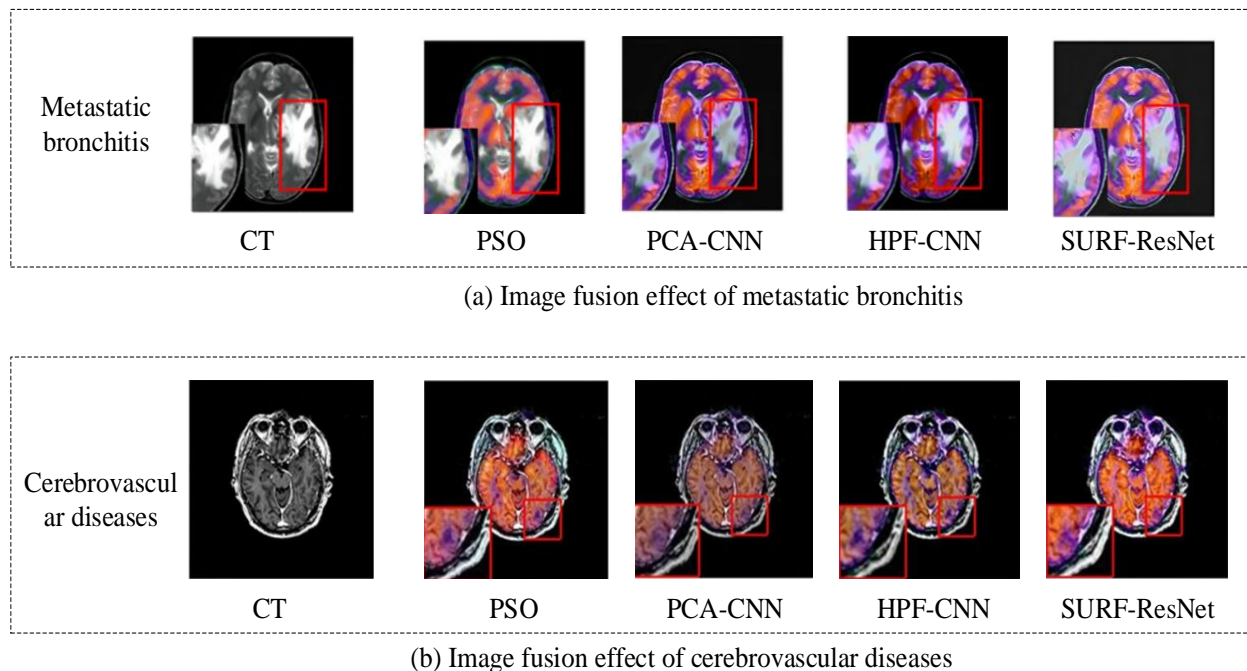 Metastatic
bronchitis
CT
PSO
PCA-CNN
HPF-CNN
SURF-ResNet
(a) Image fusion effect of metastatic bronchitis
Cerebrovascul
ar diseases
CT
PSO
PCA-CNN
HPF-CNN
SURF-ResNet
(b) Image fusion effect of cerebrovascular diseases